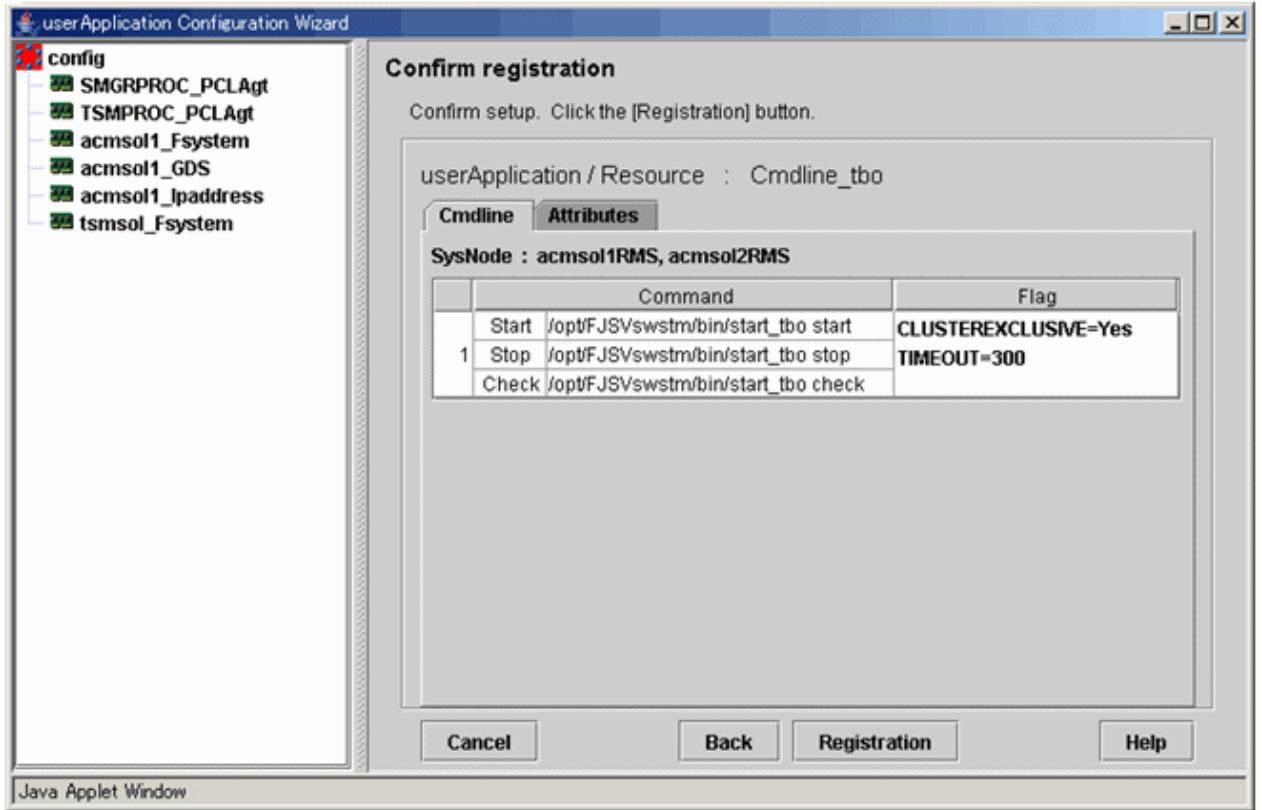 userApplication Configuration Wizard
config
SMGRPROC_PCLAgt
TSMPROC_PCLAgt
acmsol1_Fsystem
acmsol1_GDS
acmsol1_Ipaddress
tsmsol_Fsystem
Confirm registration
Confirm setup. Click the [Registration] button.
userApplication / Resource : Cmdline_tbo
Cmdline Attributes
SysNode : acmsol1RMS, acmsol2RMS
Command Flag
1
Start /opt/FJSVswstm/bin/start_tbo start
Stop /opt/FJSVswstm/bin/start_tbo stop
Check /opt/FJSVswstm/bin/start_tbo check
CLUSTEREXCLUSIVE=Yes
TIMEOUT=300
Cancel Back Registration Help
Java Applet Window